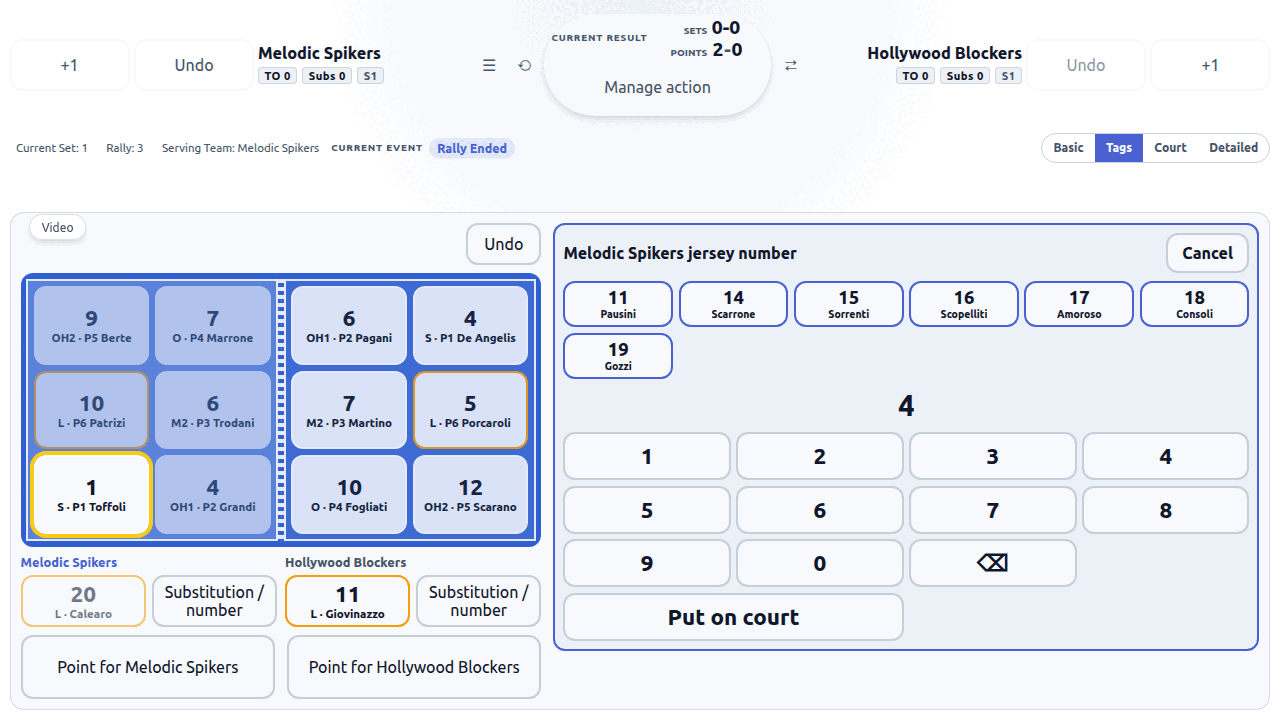 +1
Undo
Melodic Spikers
TO 0
Subs 0
S1
☰
CURRENT RESULT
SETS 0-0
POINTS 2-0
Manage action
⇄
Hollywood Blockers
TO 0
Subs 0
S1
Undo
+1
Current Set: 1
Rally: 3
Serving Team: Melodic Spikers
CURRENT EVENT
Rally Ended
Basic
Tags
Court
Detailed
Video
Undo
9
OH2 · P5 Berte
7
O · P4 Marrone
6
OH1 · P2 Pagani
4
S · P1 De Angelis
10
L · P6 Patrizi
6
M2 · P3 Trodani
7
M2 · P3 Martino
5
L · P6 Porcaroli
1
S · P1 Toffoli
4
OH1 · P2 Grandi
10
O · P4 Fogliati
12
OH2 · P5 Scarano
Melodic Spikers
20
L · Calearo
Substitution /
number
Hollywood Blockers
11
L · Giovinazzo
Substitution /
number
Point for Melodic Spikers
Point for Hollywood Blockers
Melodic Spikers jersey number
Cancel
11
Pausini
14
Scarrone
15
Sorrenti
16
Scopelliti
17
Amoroso
18
Consoli
19
Gozzi
4
1
2
3
4
5
6
7
8
9
0
⌫
Put on court